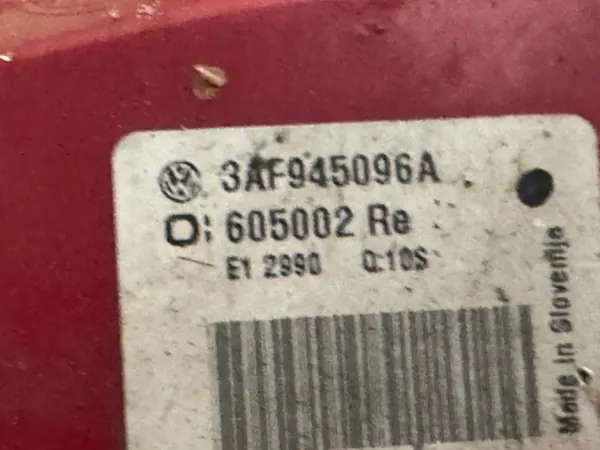 3AF945096A
O: 605002 Re
E1 2990 Q:10S
Made in Slovenija